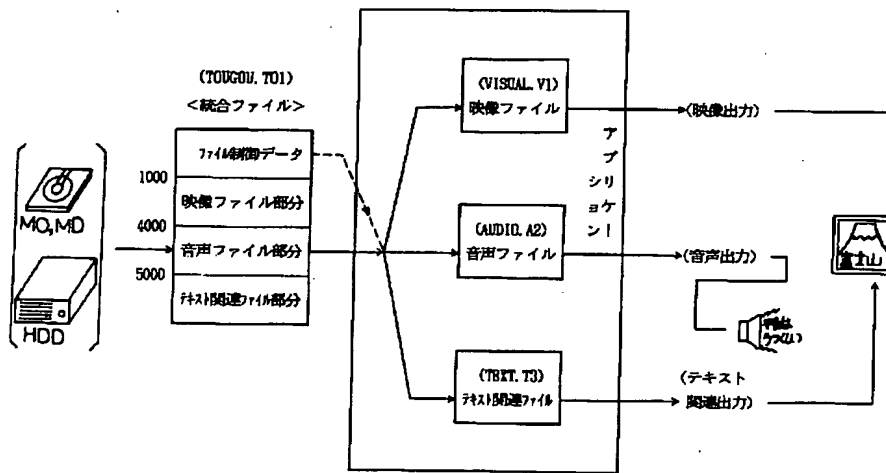 (TOUGOU.T01)
<統合ファイル>
ファイル制御データ
1000
映像ファイル部分
4000
音声ファイル部分
5000
テキスト関連ファイル部分
MO,MD
HDD
(VISUAL.V1)
映像ファイル
(AUDIO.A2)
音声ファイル
(TEXT.T3)
テキスト関連ファイル
アプリケーション
(映像出力)
(音声出力)
(テキスト
関連出力)
富士山